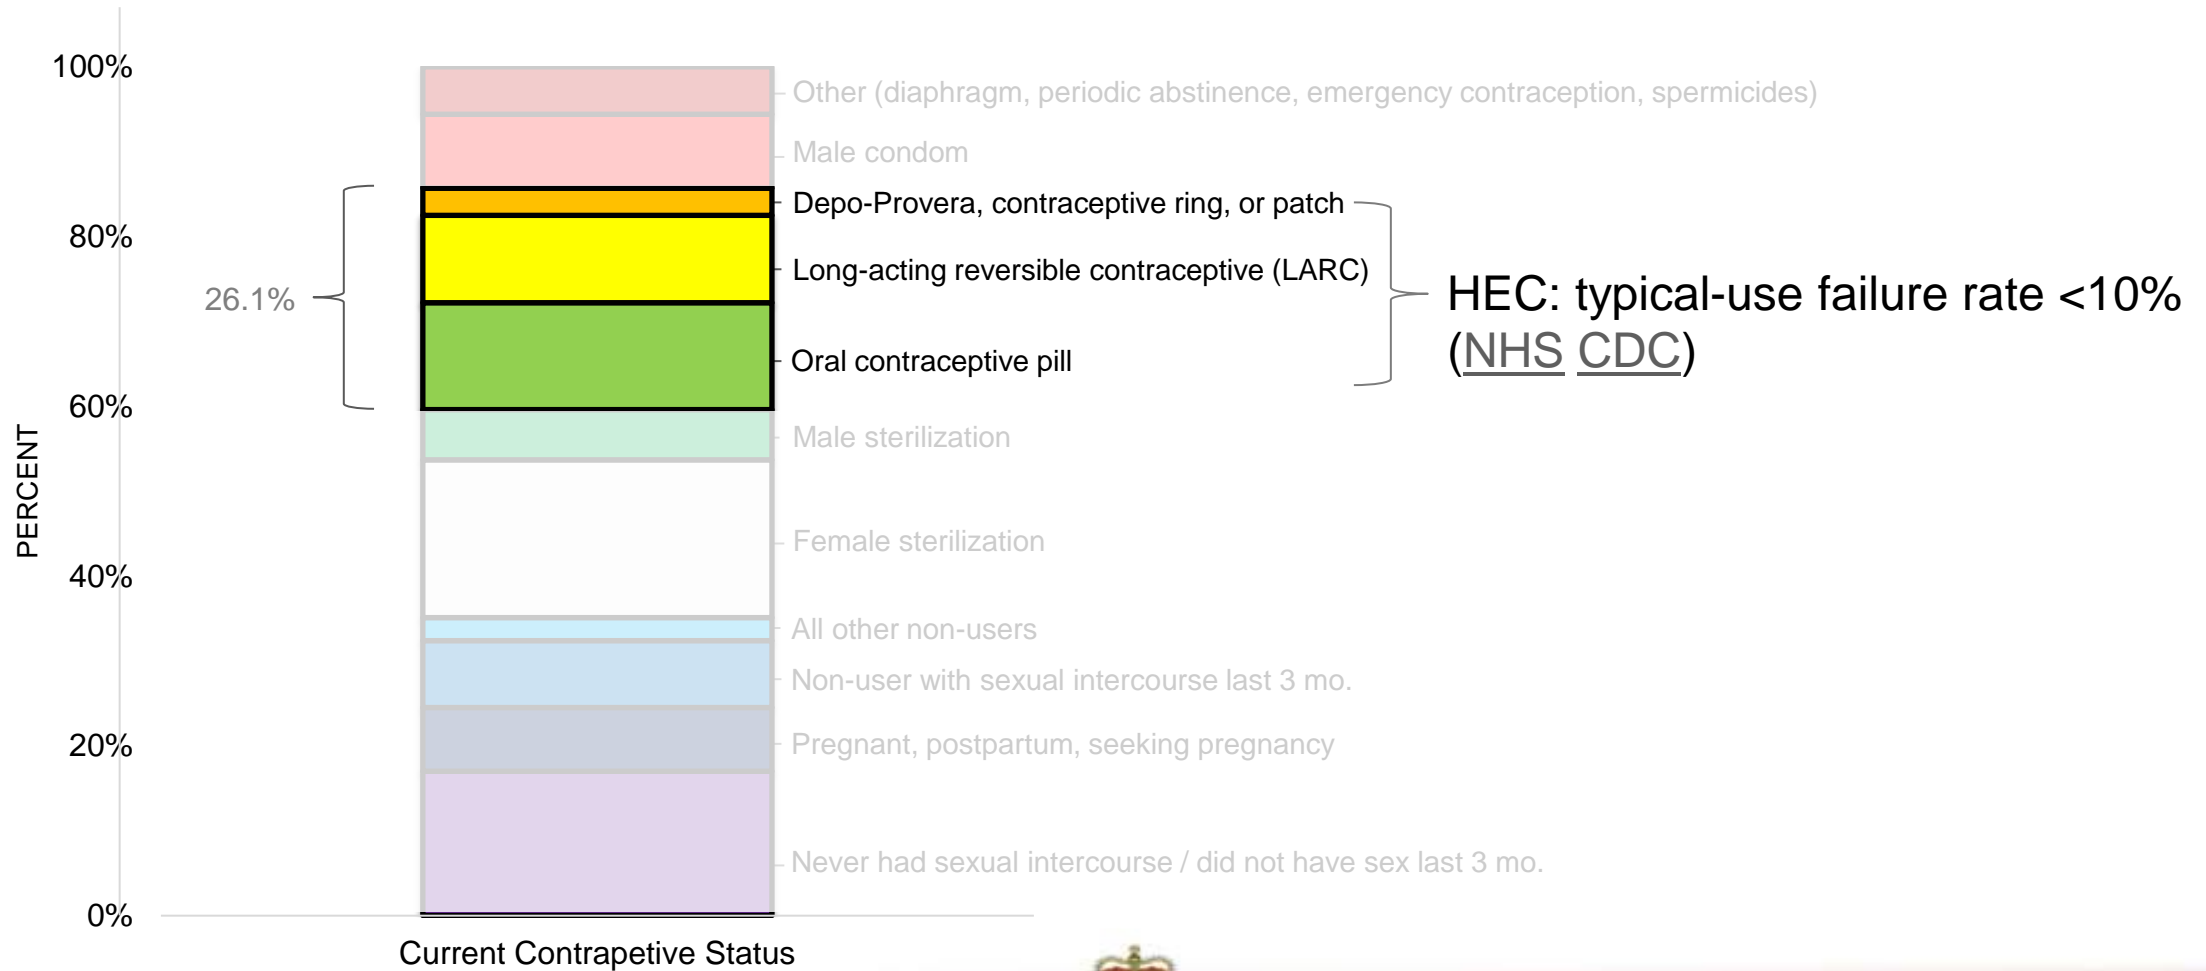 100%
Other (diaphragm, periodic abstinence, emergency contraception, spermicides)
Male condom
Depo-Provera, contraceptive ring, or patch
80%
Long-acting reversible contraceptive (LARC)
26.1%
HEC: typical-use failure rate <10%
(NHS CDC)
Oral contraceptive pill
60%
Male sterilization
PERCENT
Female sterilization
40%
All other non-users
Non-user with sexual intercourse last 3 mo.
20%
Pregnant, postpartum, seeking pregnancy
Never had sexual intercourse / did not have sex last 3 mo.
0%
Current Contrapetive Status